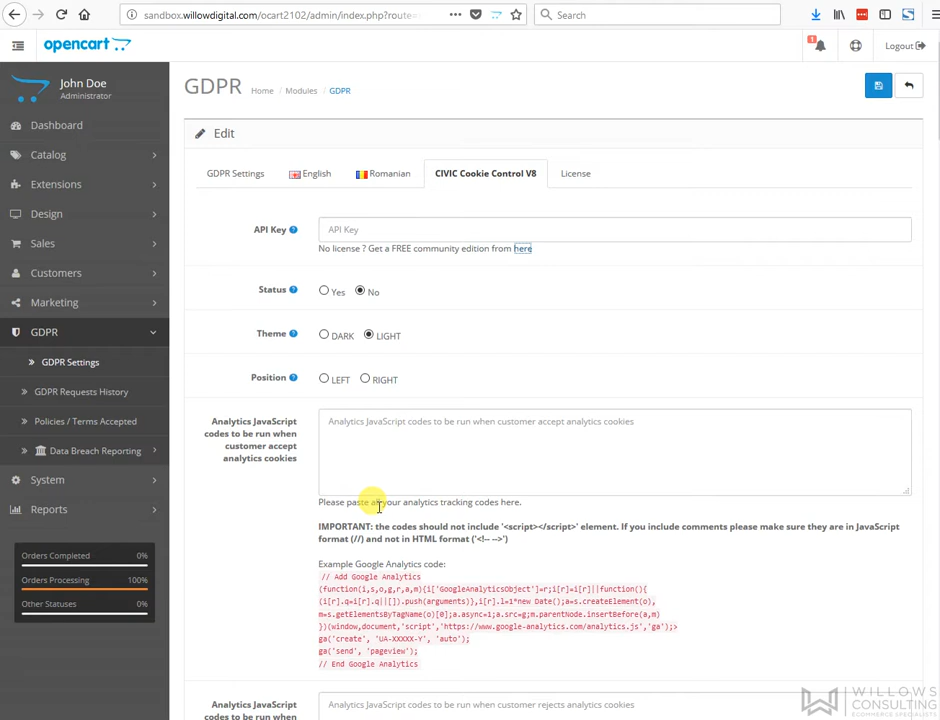 sandbox.willowdigital.com/ocart2102/admin/index.php?route=
Search
opencart
1
Logout
John Doe
Administrator
Dashboard
Catalog
Extensions
Design
Sales
Customers
Marketing
GDPR
GDPR Settings
GDPR Requests History
Policies / Terms Accepted
Data Breach Reporting
System
Reports
Orders Completed 0%
Orders Processing 100%
Other Statuses 0%
GDPR Home / Modules / GDPR
Edit
GDPR Settings English Romanian CIVIC Cookie Control V8 License
API Key API Key
No license ? Get a FREE community edition from here
Status Yes No
Theme DARK LIGHT
Position LEFT RIGHT
Analytics JavaScript
codes to be run when
customer accept
analytics cookies
Analytics JavaScript codes to be run when customer accept analytics cookies
Please paste all your analytics tracking codes here.
IMPORTANT: the codes should not include '<script></script>' element. If you include comments please make sure they are in JavaScript
format (//) and not in HTML format ('<!-- -->')
Example Google Analytics code:
// Add Google Analytics
(function(i,s,o,g,r,a,m){i['GoogleAnalyticsObject']=r;i[r]=i[r]||function(){
(i[r].q=i[r].q||[]).push(arguments)},i[r].l=1*new Date();a=s.createElement(o),
m=s.getElementsByTagName(o)[0];a.async=1;a.src=g;m.parentNode.insertBefore(a,m)
})(window,document,'script','https://www.google-analytics.com/analytics.js','ga');>
ga('create', 'UA-XXXXX-Y', 'auto');
ga('send', 'pageview');
// End Google Analytics
Analytics JavaScript
codes to be run when
Analytics JavaScript codes to be run when customer rejects analytics cookies
WILLOWS
CONSULTING
ECOMMERCE SPECIALISTS